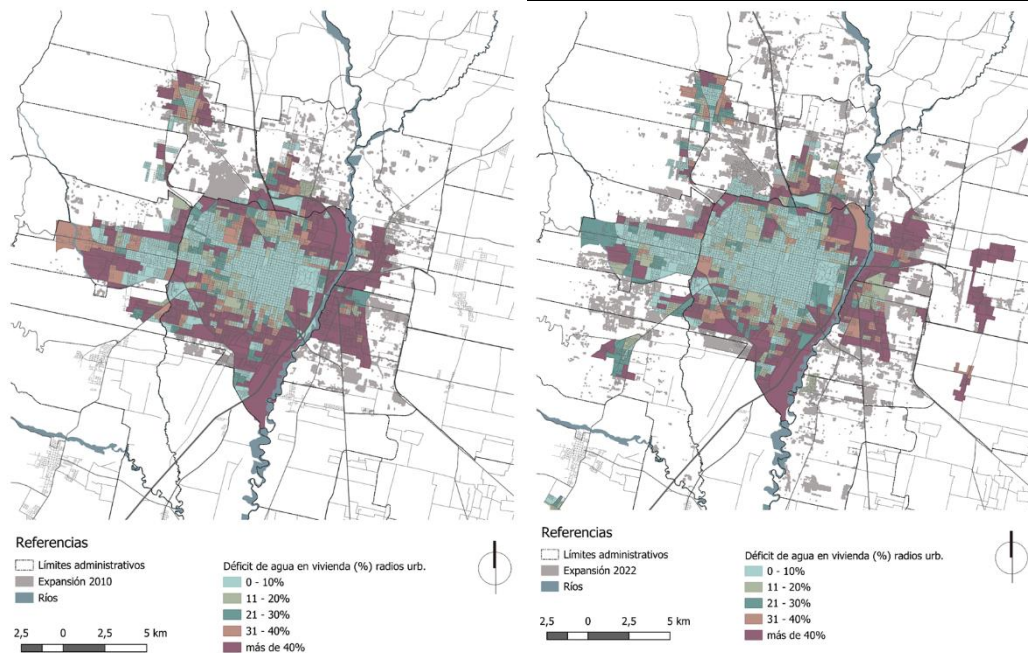 Referencias
Límites administrativos
Expansión 2010
Ríos
2,5 0 2,5 5 km
Déficit de agua en vivienda (%) radios urb.
0 - 10%
11 - 20%
21 - 30%
31 - 40%
más de 40%
Referencias
Límites administrativos
Expansión 2022
Ríos
2,5 0 2,5 5 km
Déficit de agua en vivienda (%) radios urb.
0 - 10%
11 - 20%
21 - 30%
31 - 40%
más de 40%